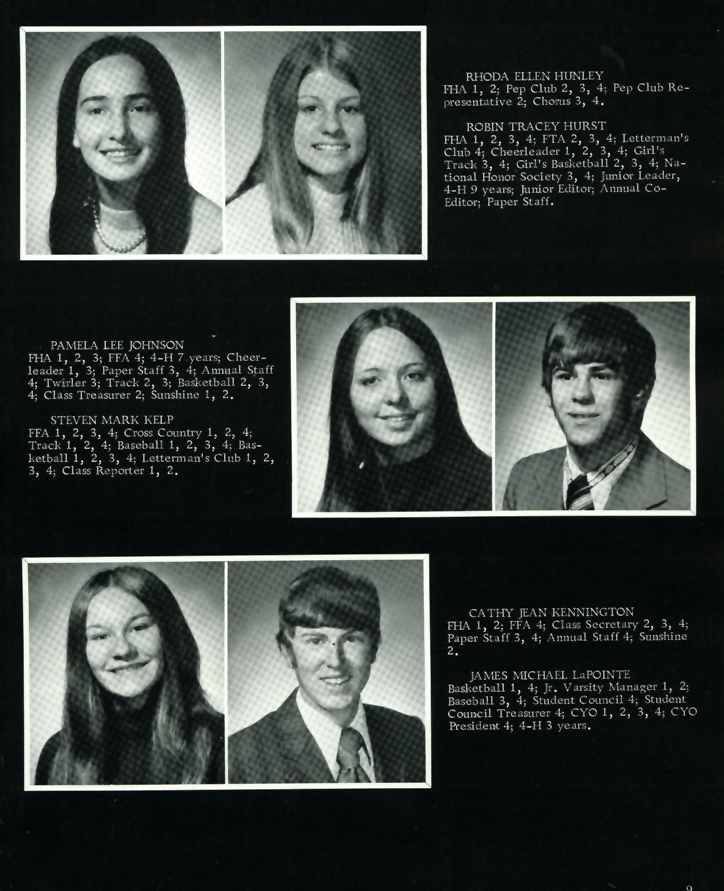 RHODA ELLEN HUNLEY
FHA 1, 2; Pep Club 2, 3, 4; Pep Club Re-
presentative 2; Chorus 3, 4.
ROBIN TRACEY HURST
FHA 1, 2, 3, 4; FTA 2, 3, 4; Letterman's
Club 4; Cheerleader 1, 2, 3, 4; Girl's
Track 3, 4; Girl's Basketball 2, 3, 4; Na-
tional Honor Society 3, 4; Junior Leader,
4-H 9 years; Junior Editor; Annual Co-
Editor; Paper Staff.
PAMELA LEE JOHNSON
FHA 1, 2, 3; FFA 4; 4-H 7 years; Cheer-
leader 1, 3; Paper Staff 3, 4; Annual Staff
4; Twirler 3; Track 2, 3; Basketball 2, 3,
4; Class Treasurer 2; Sunshine 1, 2.
STEVEN MARK KELP
FFA 1, 2, 3, 4; Cross Country 1, 2, 4;
Track 1, 2, 4; Baseball 1, 2, 3, 4; Bas-
ketball 1, 2, 3, 4; Letterman's Club 1, 2,
3, 4; Class Reporter 1, 2.
CATHY JEAN KENNINGTON
FHA 1, 2; FFA 4; Class Secretary 2, 3, 4;
Paper Staff 3, 4; Annual Staff 4; Sunshine
2.
JAMES MICHAEL LaPOINTE
Basketball 1, 4; Jr. Varsity Manager 1, 2;
Baseball 3, 4; Student Council 4; Student
Council Treasurer 4; CYO 1, 2, 3, 4; CYO
President 4; 4-H 3 years.
9